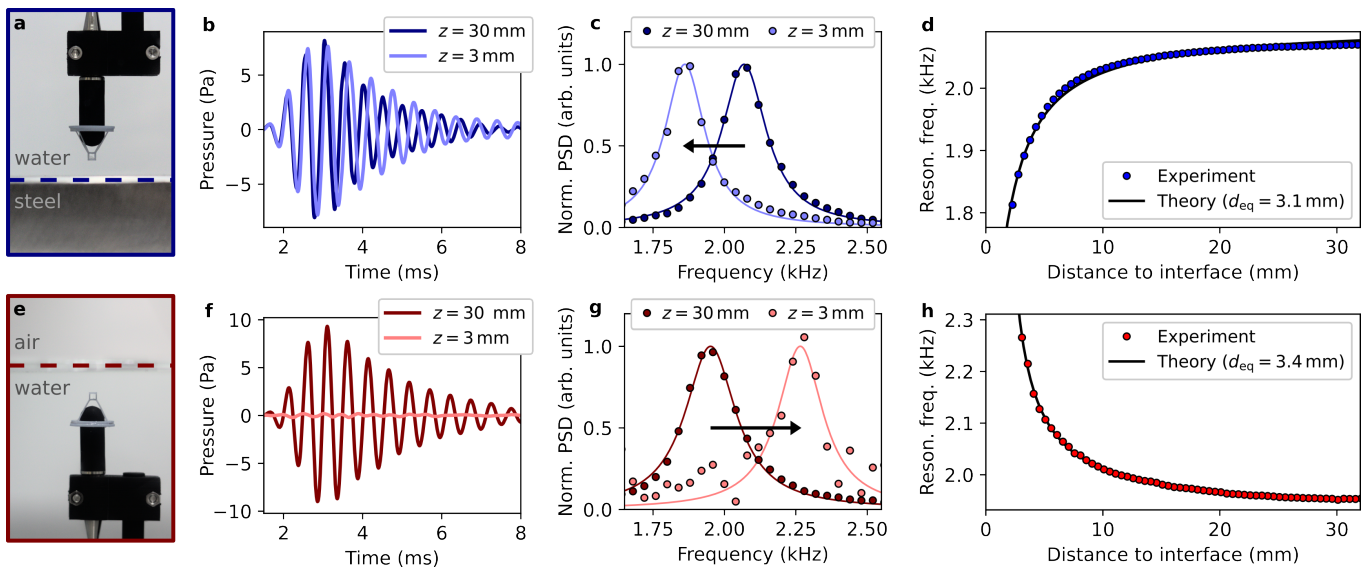 a
water
steel
b
z = 30 mm
z = 3 mm
Pressure (Pa)
5
0
−5
2 4 6 8
Time (ms)
c
z = 30 mm z = 3 mm
Norm. PSD (arb. units)
1.0
0.5
0.0
1.75 2.00 2.25 2.50
Frequency (kHz)
d
Reson. freq. (kHz)
2.0
1.9
1.8
Experiment
Theory (deq = 3.1 mm)
0 10 20 30
Distance to interface (mm)
e
air
water
f
z = 30 mm
z = 3 mm
Pressure (Pa)
10
5
0
−5
−10
2 4 6 8
Time (ms)
g
z = 30 mm z = 3 mm
Norm. PSD (arb. units)
1.0
0.5
0.0
1.75 2.00 2.25 2.50
Frequency (kHz)
h
Reson. freq. (kHz)
2.3
2.2
2.1
2.0
Experiment
Theory (deq = 3.4 mm)
0 10 20 30
Distance to interface (mm)